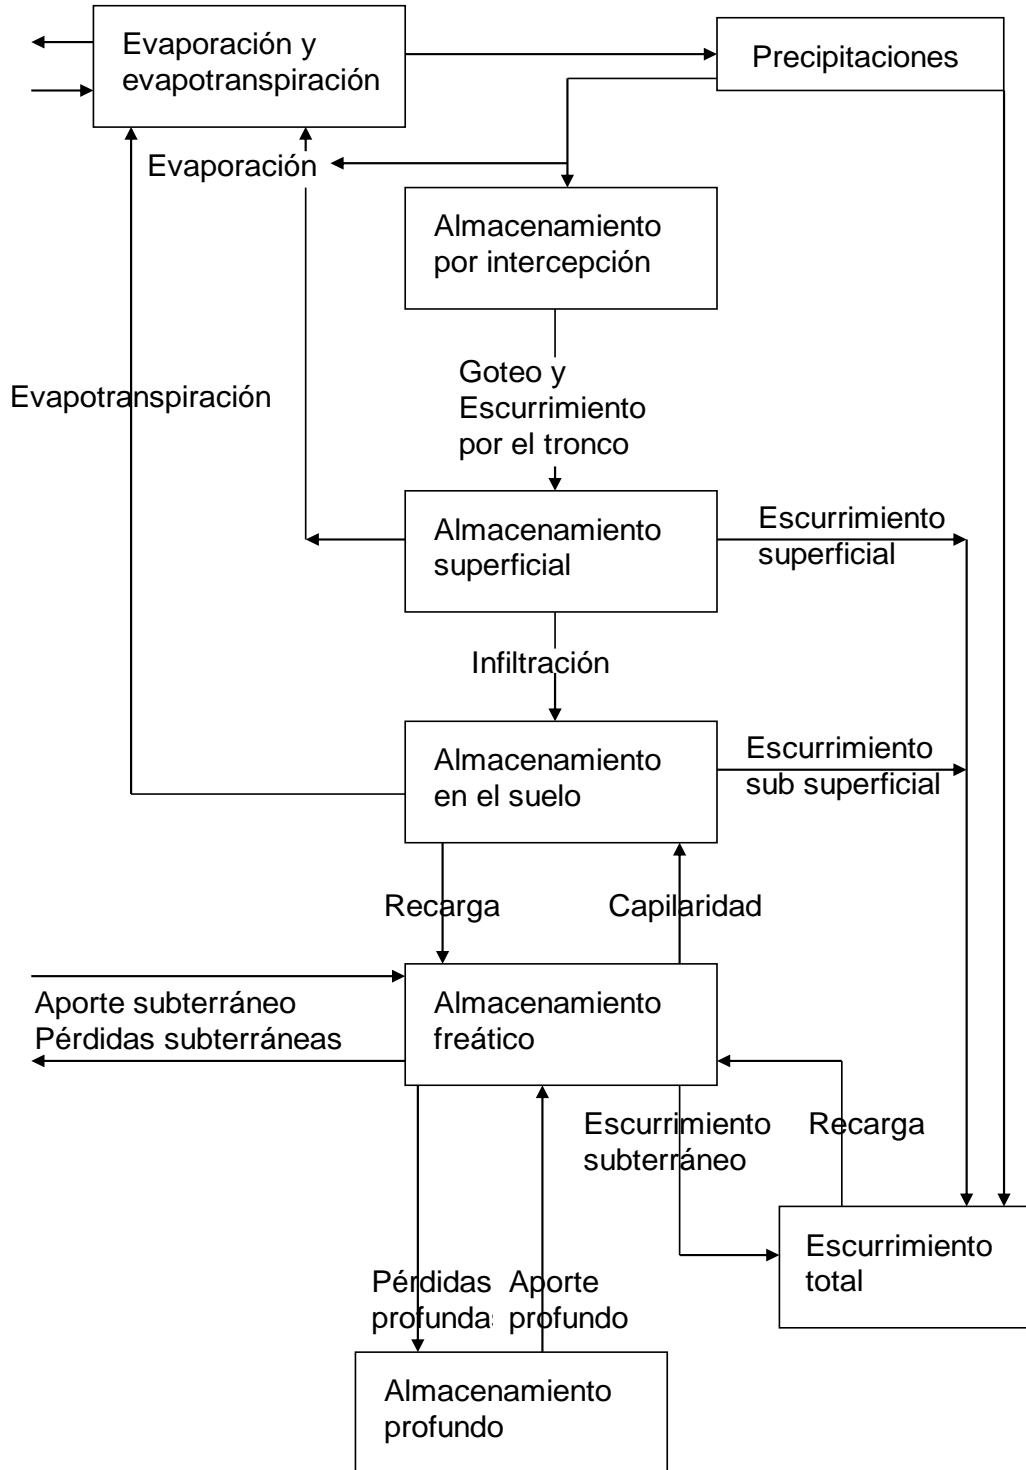 Evaporación y
evapotranspiración
Precipitaciones
Evaporación
Almacenamiento
por intercepción
Goteo y
Escurrimiento
por el tronco
Evapotranspiración
Almacenamiento
superficial
Escurrimiento
superficial
Infiltración
Almacenamiento
en el suelo
Escurrimiento
sub superficial
Recarga
Capilaridad
Aporte subterráneo
Pérdidas subterráneas
Almacenamiento
freático
Escurrimiento
subterráneo
Recarga
Escurrimiento
total
Pérdidas
profundas
Aporte
profundo
Almacenamiento
profundo